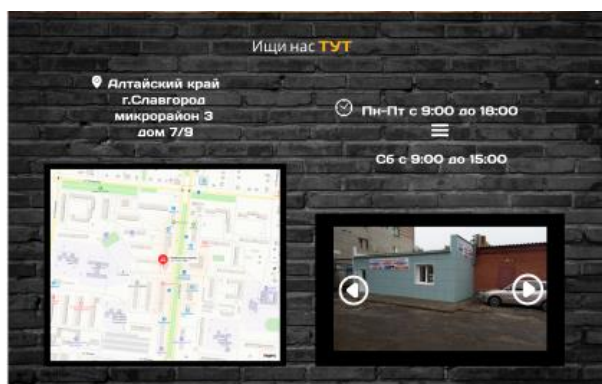 Ищи нас ТУТ
Алтайский край
г.Славгород
микрорайон 3
дом 7/9
Пн-Пт с 9:00 до 18:00
Сб с 9:00 до 15:00